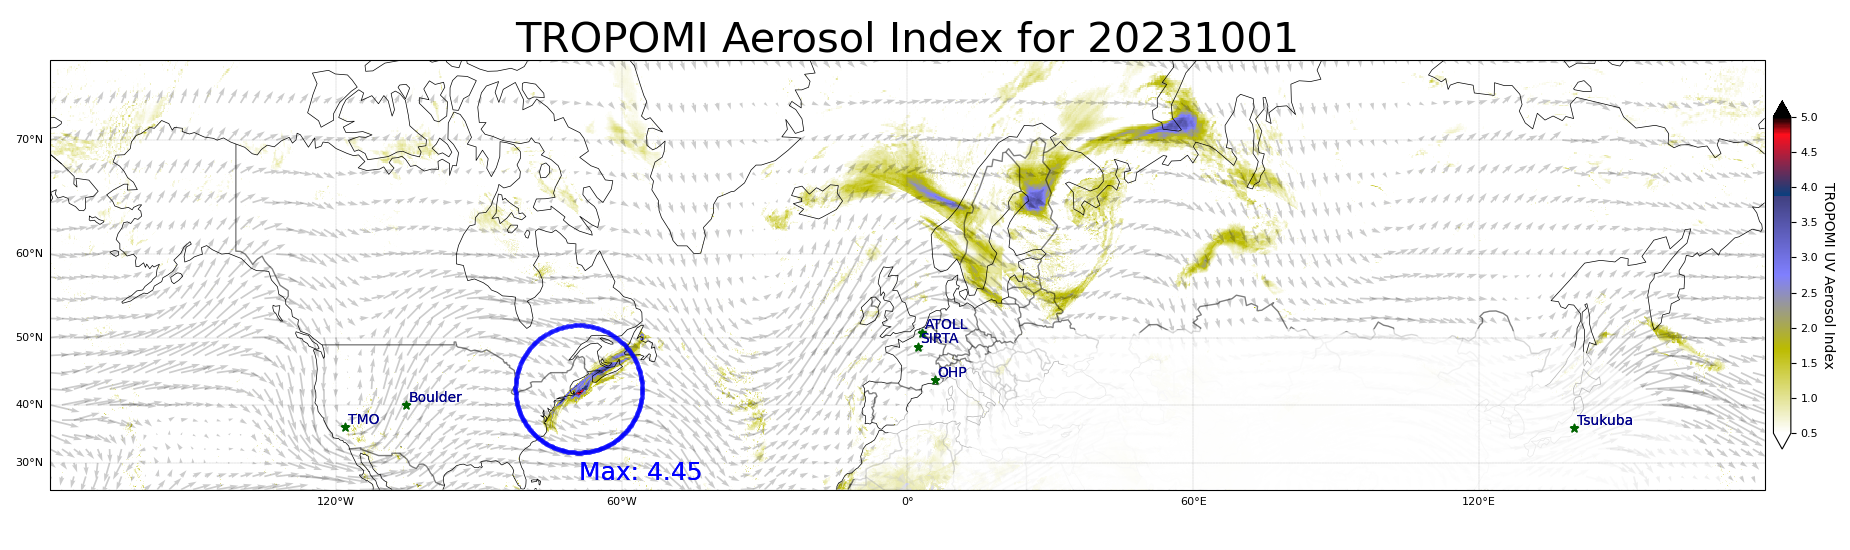 TROPOMI Aerosol Index for 20231001
70°N
60°N
50°N
40°N
30°N
120°W
60°W
0°
60°E
120°E
ATOLL
SIRTA
OHP
Boulder
TMO
Tsukuba
Max: 4.45
5.0
4.5
4.0
3.5
3.0
2.5
2.0
1.5
1.0
0.5
TROPOMI UV Aerosol Index